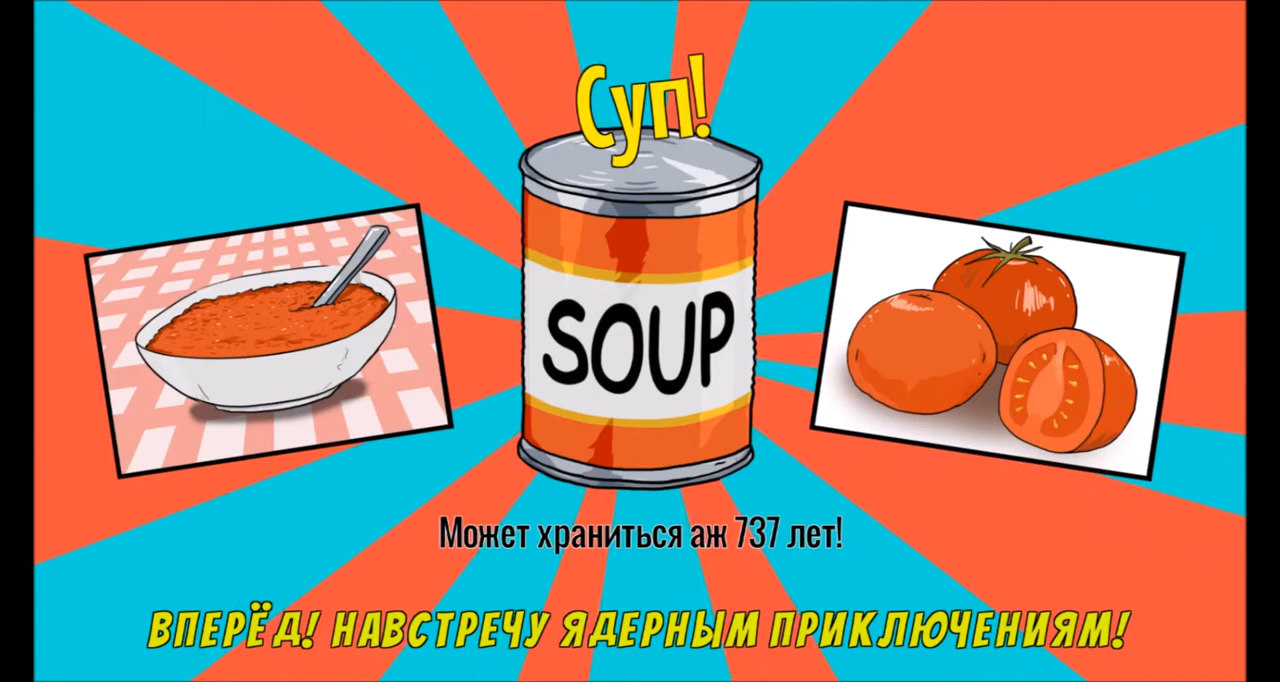 Суп!
SOUP
Может храниться аж 737 лет!
ВПЕРЁД! НАВСТРЕЧУ ЯДЕРНЫМ ПРИКЛЮЧЕНИЯМ!